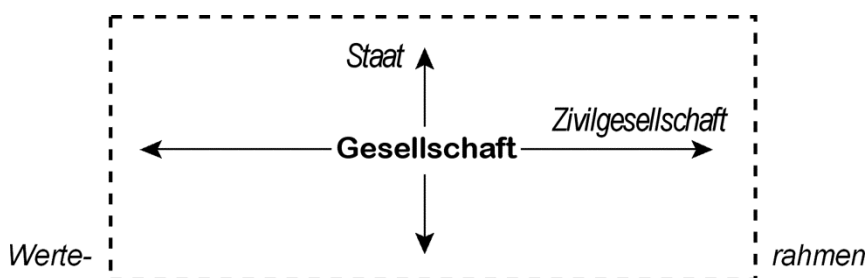 Staat
Zivilgesellschaft
Gesellschaft
Werte- rahmen